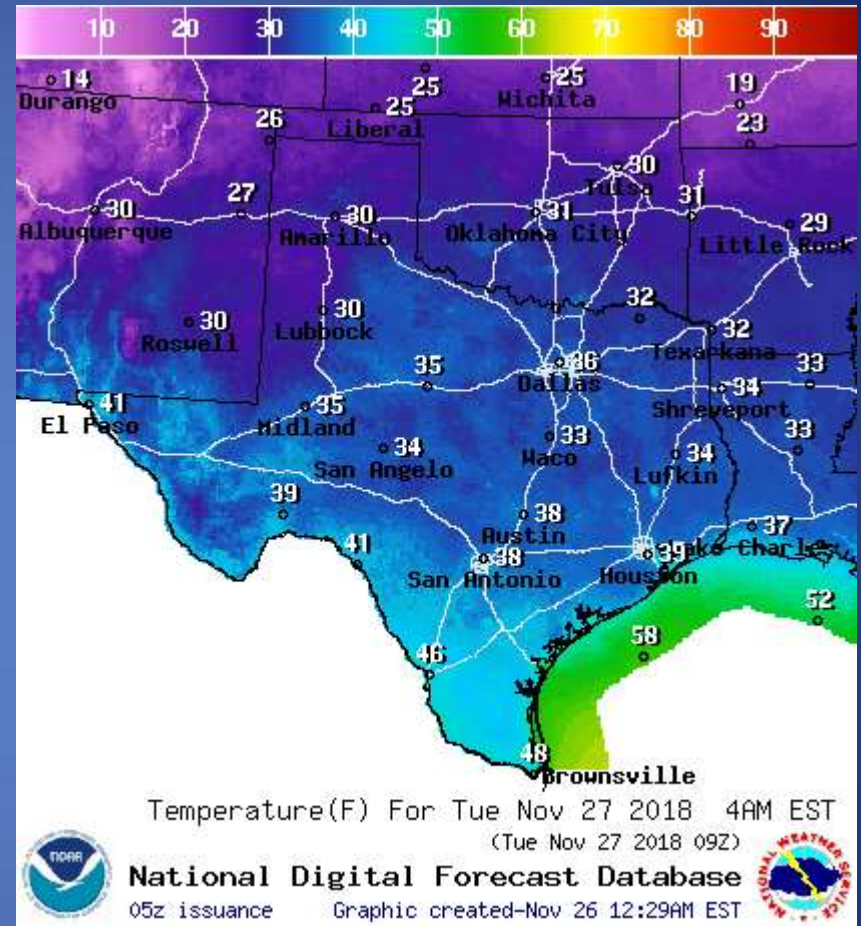 10 20 30 40 50 60 70 80 90
14 25 25 19
Durango Wichita
25
Liberal
26 23
30
Tulsa
30 27 30 31 31 29
Albuquerque Amarillo Oklahoma City Little Rock
30 30 32 32
Roswell Lubbock Texarkana
36
Dallas
35 33
41 35 34
El Paso Midland Shreveport
34 33 34 33
San Angelo Waco Lufkin
39 38 37
Austin
41 38 39 Lake Charles
San Antonio Houston
52
46 58
48
Brownsville
Temperature(F) For Tue Nov 27 2018 4AM EST
(Tue Nov 27 2018 09Z)
National Digital Forecast Database
05z issuance Graphic created-Nov 26 12:29AM EST
NOAA
NATIONAL WEATHER SERVICE